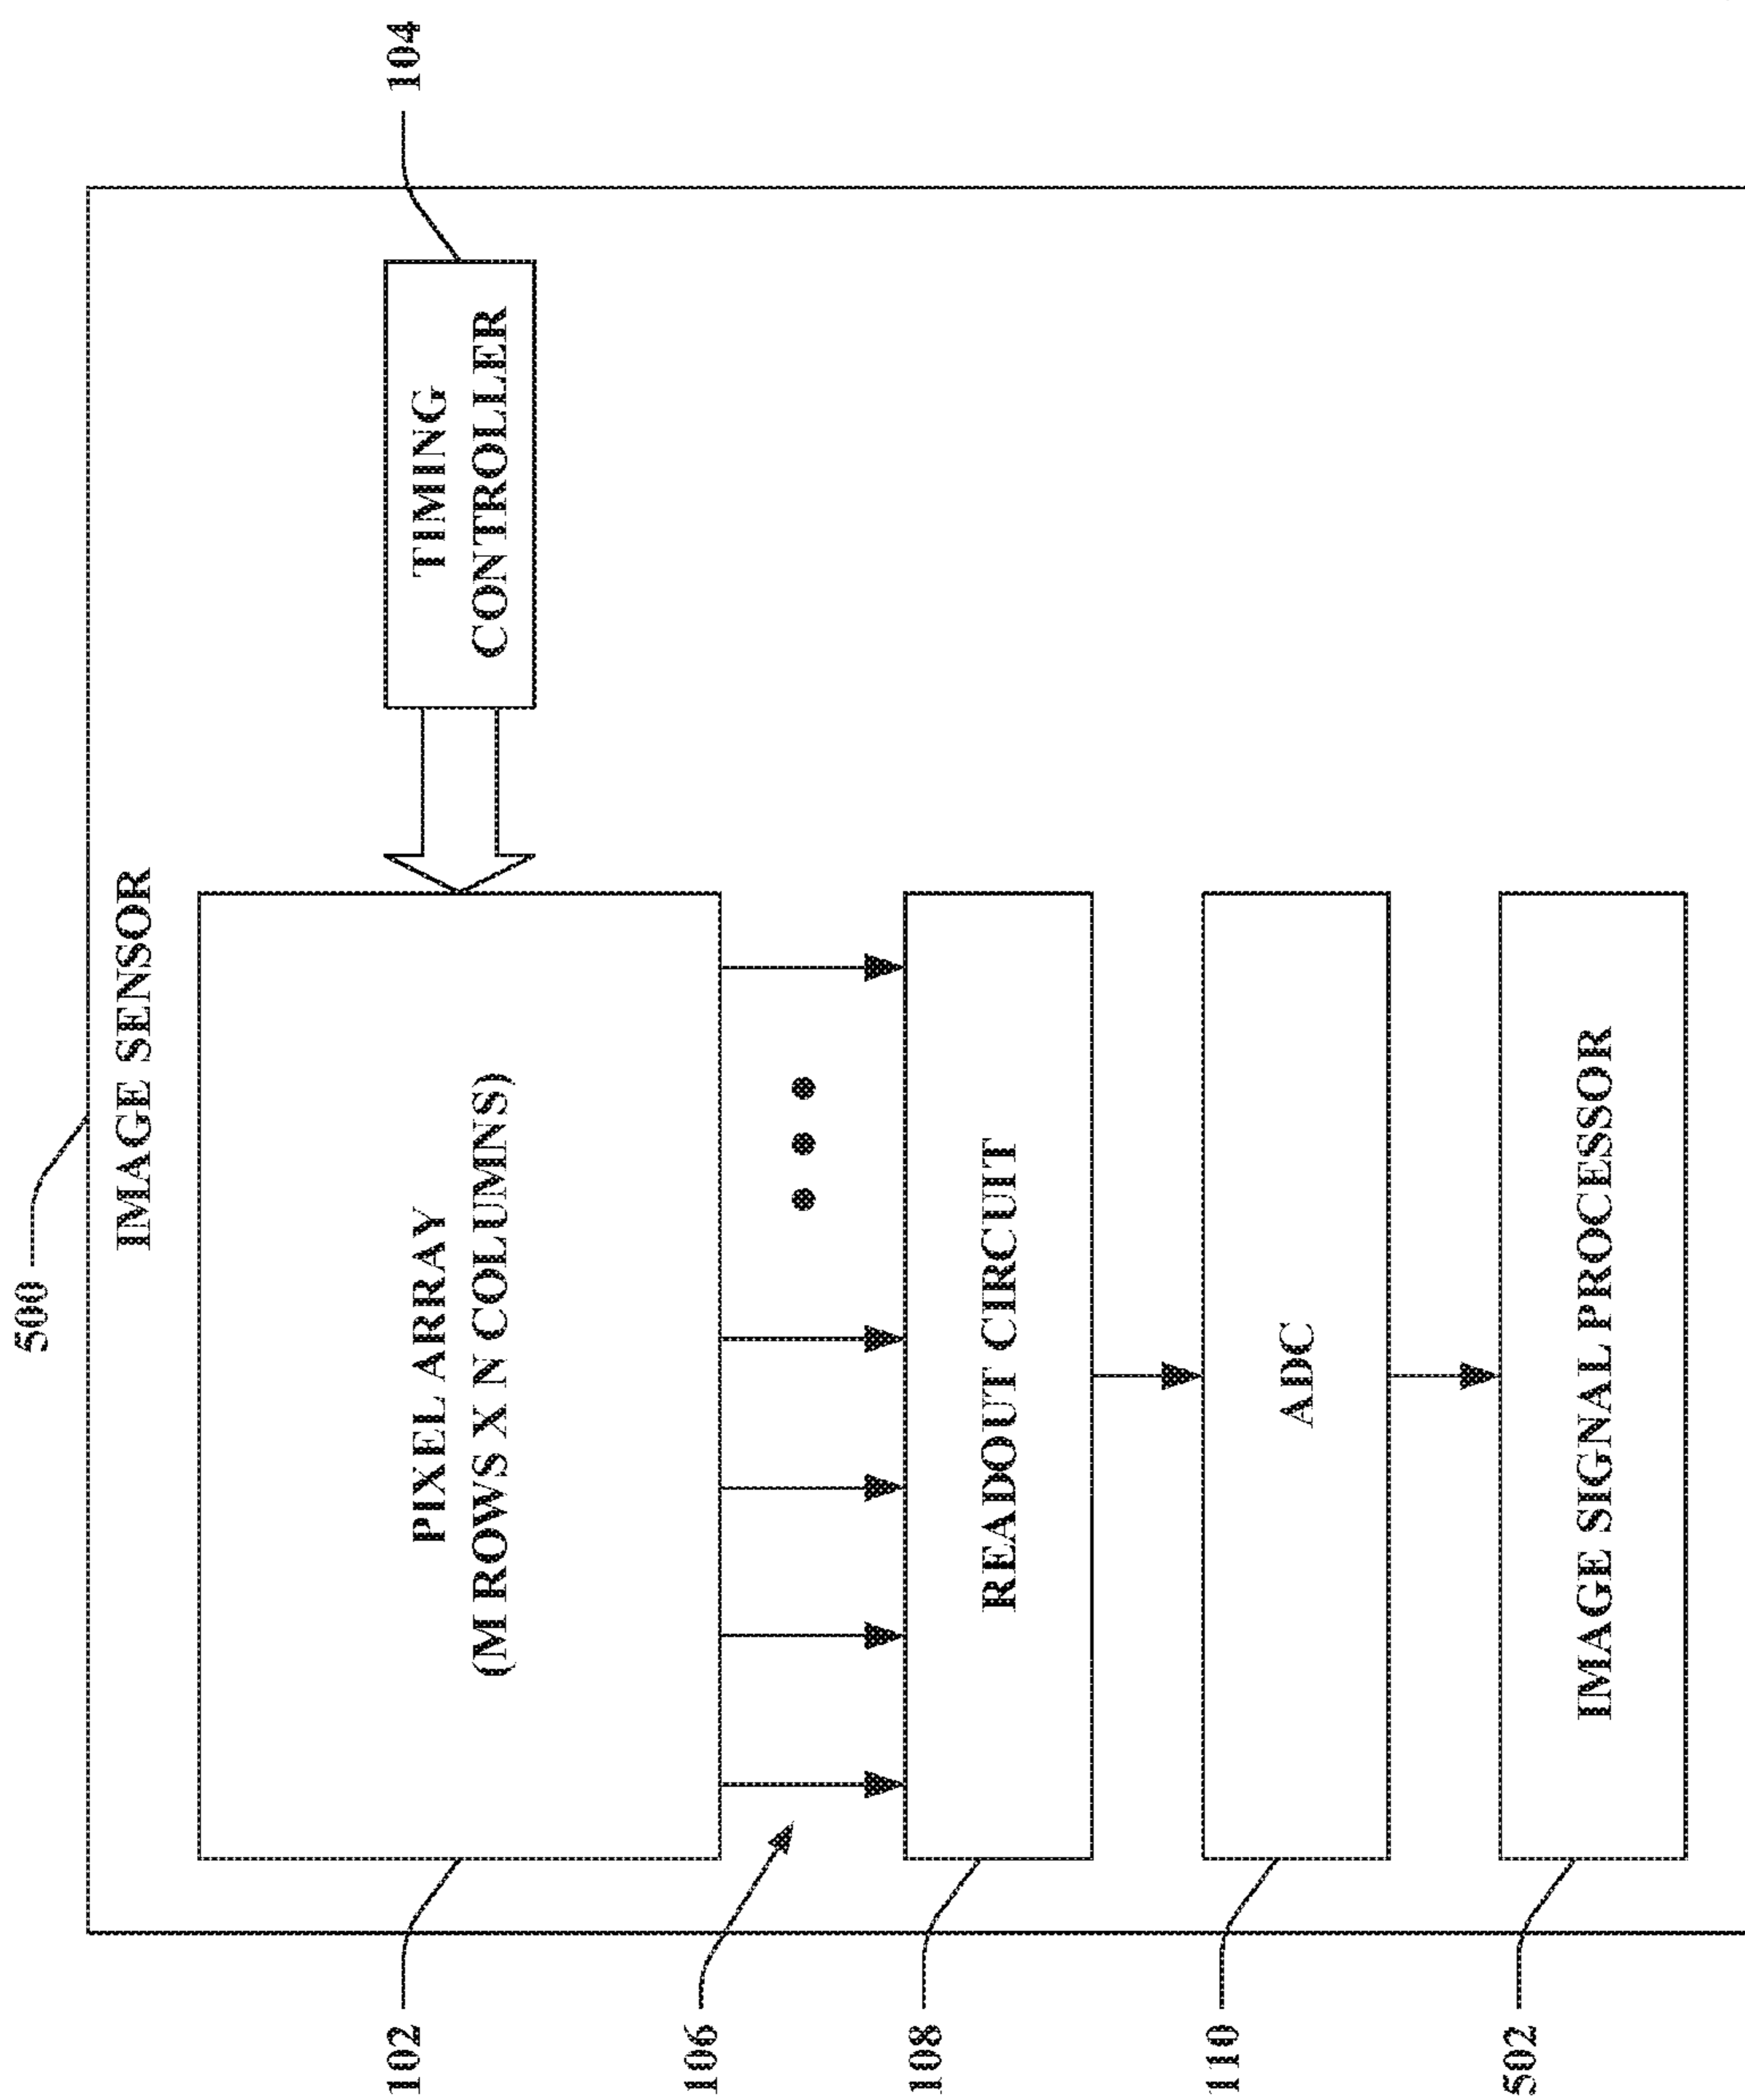 500
IMAGE SENSOR
102
PIXEL ARRAY
(M ROWS X N COLUMNS)
TIMING
CONTROLLER
104
106
108
READOUT CIRCUIT
110
ADC
502
IMAGE SIGNAL PROCESSOR